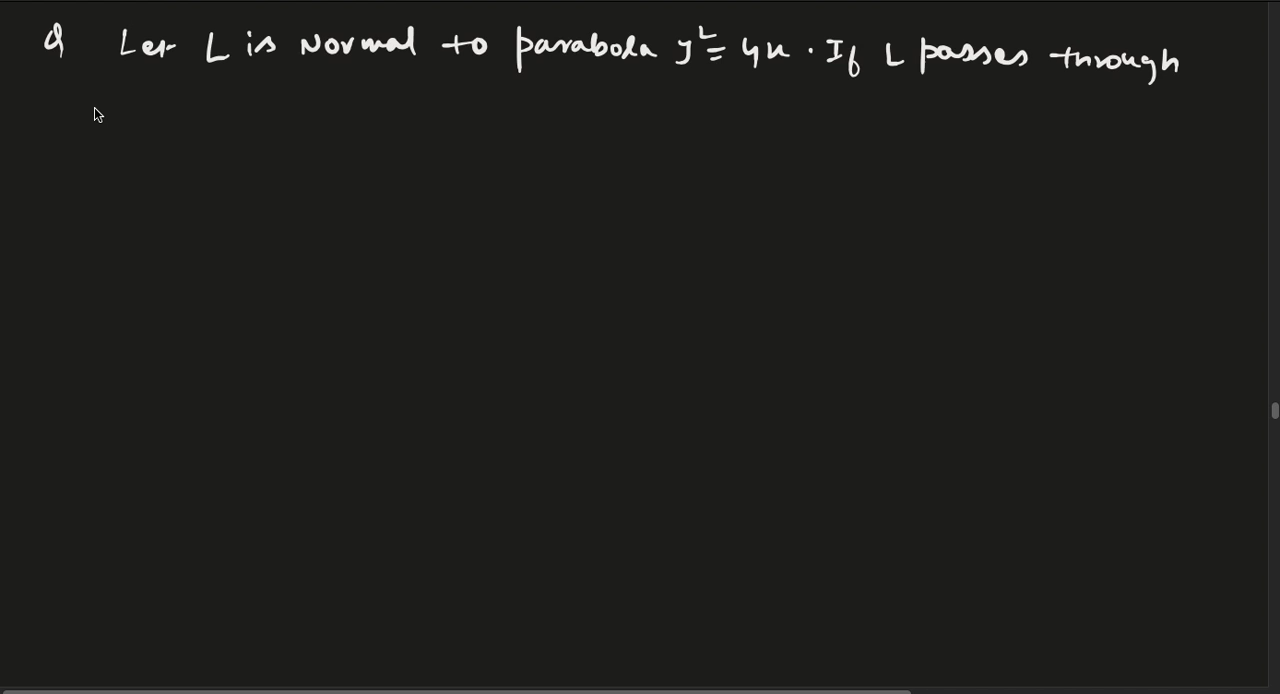 Q Let L is Normal to parabola y² = 4x . If L passes through